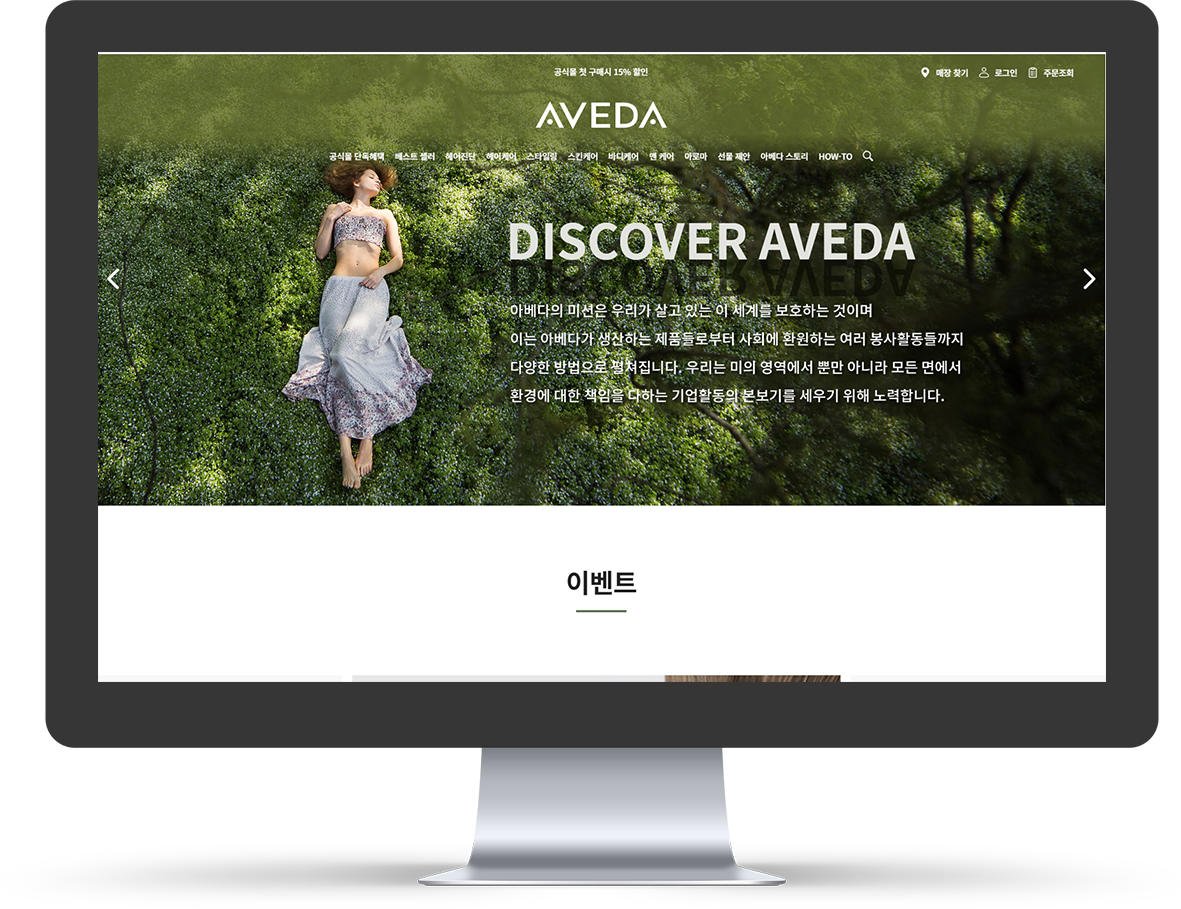 공식몰 첫 구매시 15% 할인
매장 찾기 로그인 주문조회
AVEDA
공식몰 단독혜택 베스트 셀러 헤어진단 헤어케어 스타일링 스킨케어 바디케어 맨 케어 아로마 선물 제안 아베다 스토리 HOW-TO
DISCOVER AVEDA
아베다의 미션은 우리가 살고 있는 이 세계를 보호하는 것이며
이는 아베다가 생산하는 제품들로부터 사회에 환원하는 여러 봉사활동들까지
다양한 방법으로 펼쳐집니다. 우리는 미의 영역에서 뿐만 아니라 모든 면에서
환경에 대한 책임을 다하는 기업활동의 본보기를 세우기 위해 노력합니다.
이벤트